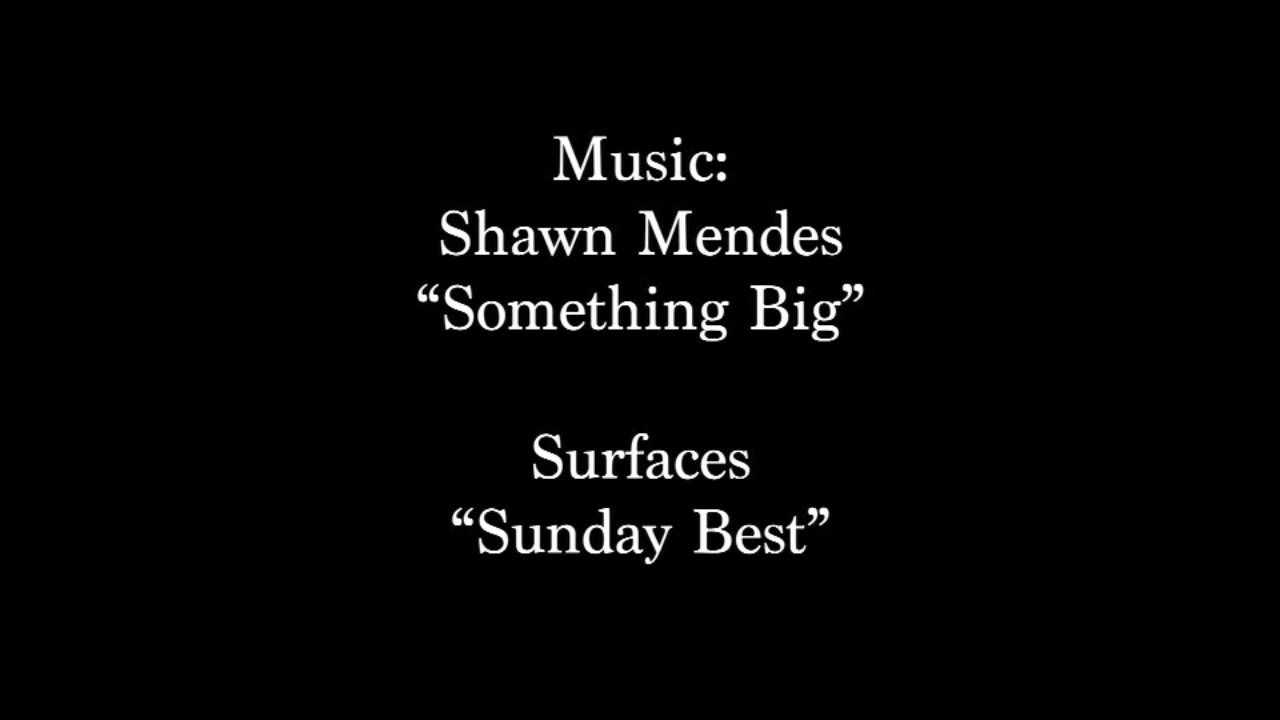 Music:
Shawn Mendes
“Something Big”
Surfaces
“Sunday Best”